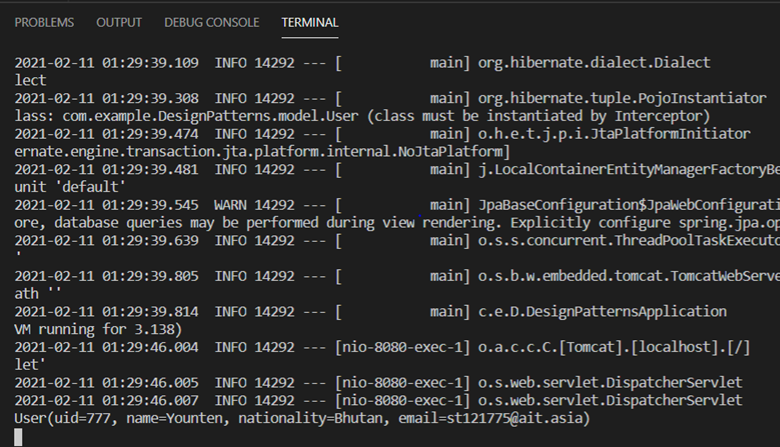 PROBLEMS OUTPUT DEBUG CONSOLE TERMINAL
2021-02-11 01:29:39.109  INFO 14292 --- [           main] org.hibernate.dialect.Dialect
lect
2021-02-11 01:29:39.308  INFO 14292 --- [           main] org.hibernate.tuple.PojoInstantiator
lass: com.example.DesignPatterns.model.User (class must be instantiated by Interceptor)
2021-02-11 01:29:39.474  INFO 14292 --- [           main] o.h.e.t.j.p.i.JtaPlatformInitiator
ernate.engine.transaction.jta.platform.internal.NoJtaPlatform]
2021-02-11 01:29:39.481  INFO 14292 --- [           main] j.LocalContainerEntityManagerFactoryBe
unit 'default'
2021-02-11 01:29:39.545  WARN 14292 --- [           main] JpaBaseConfiguration$JpaWebConfigurati
ore, database queries may be performed during view rendering. Explicitly configure spring.jpa.op
2021-02-11 01:29:39.639  INFO 14292 --- [           main] o.s.s.concurrent.ThreadPoolTaskExecuto
'
2021-02-11 01:29:39.805  INFO 14292 --- [           main] o.s.b.w.embedded.tomcat.TomcatWebServe
ath ''
2021-02-11 01:29:39.814  INFO 14292 --- [           main] c.e.D.DesignPatternsApplication
VM running for 3.138)
2021-02-11 01:29:46.004  INFO 14292 --- [nio-8080-exec-1] o.a.c.c.C.[Tomcat].[localhost].[/]
let'
2021-02-11 01:29:46.005  INFO 14292 --- [nio-8080-exec-1] o.s.web.servlet.DispatcherServlet
2021-02-11 01:29:46.007  INFO 14292 --- [nio-8080-exec-1] o.s.web.servlet.DispatcherServlet
User(uid=777, name=Younten, nationality=Bhutan, email=st121775@ait.asia)